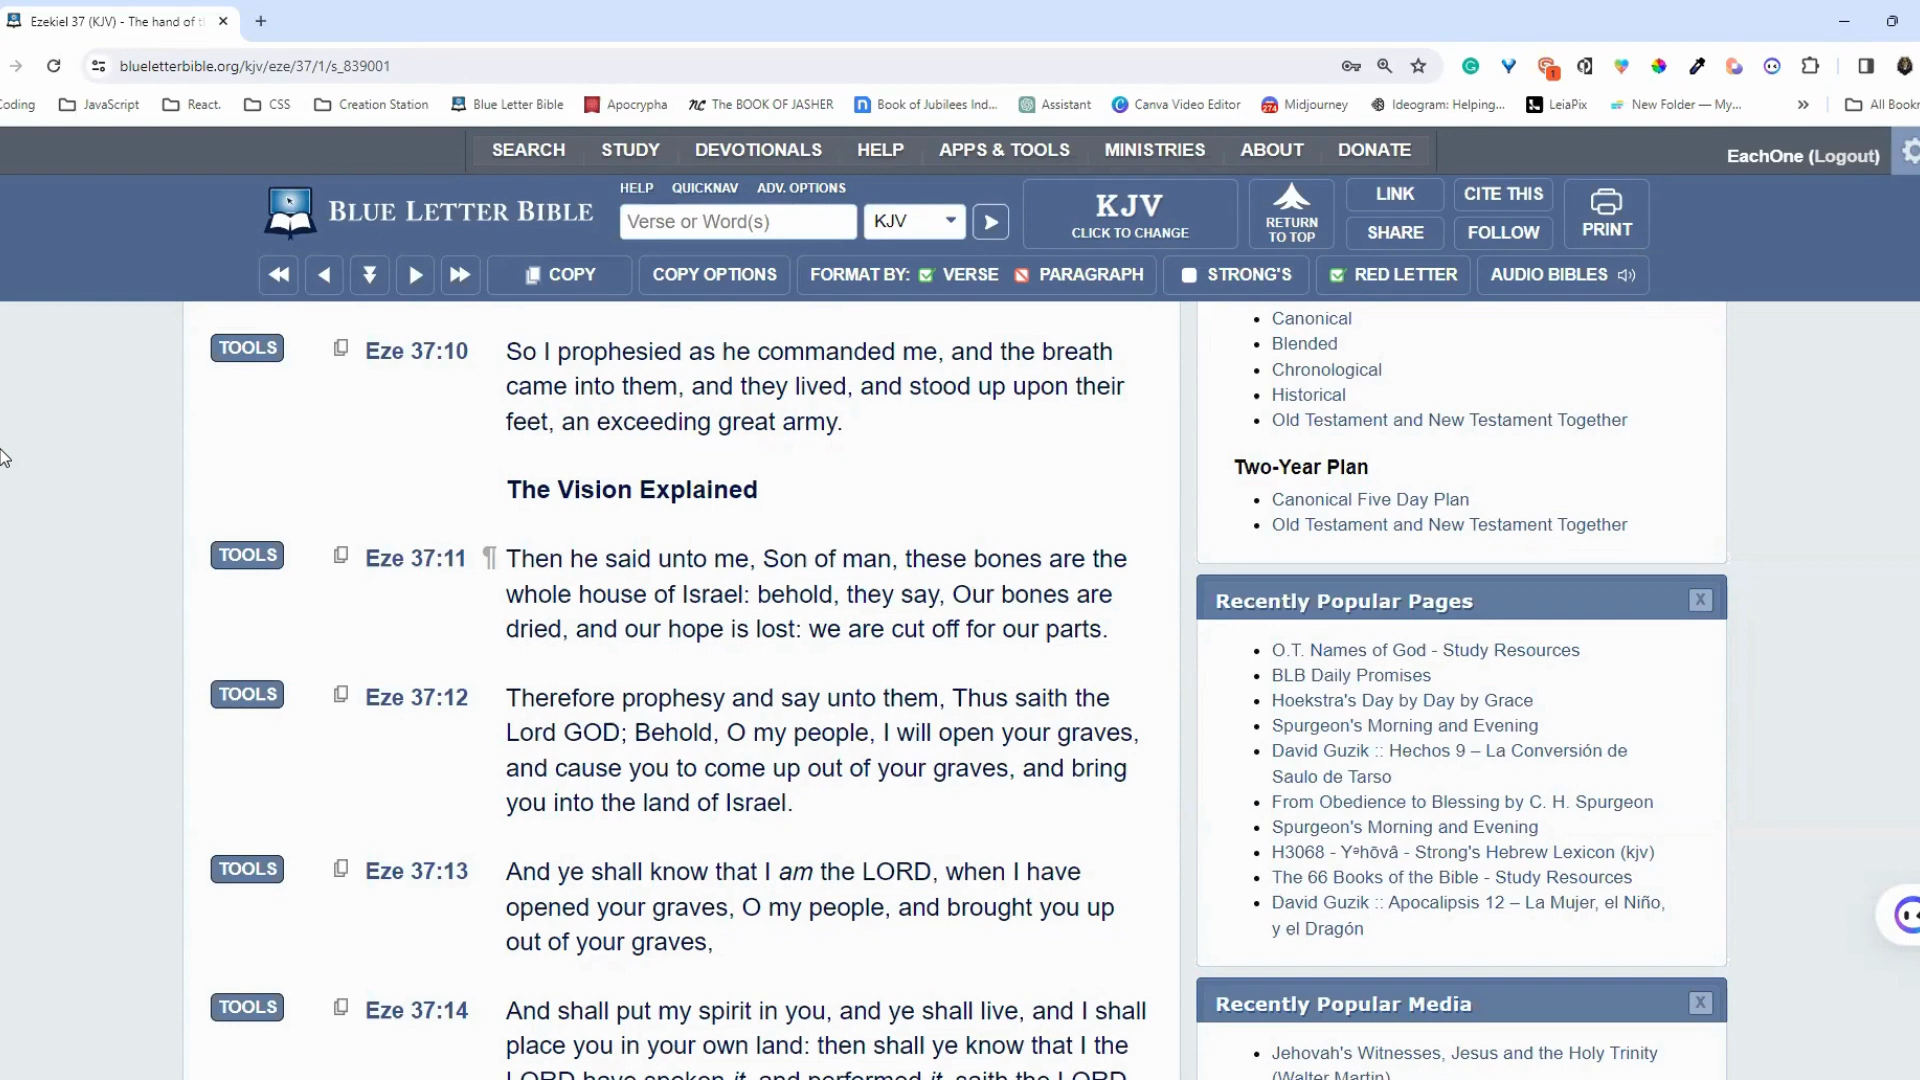 Ezekiel 37 (KJV) - The hand of t
blueletterbible.org/kjv/eze/37/1/s_839001
1
oding JavaScript React. CSS Creation Station Blue Letter Bible Apocrypha The BOOK OF JASHER Book of Jubilees Ind... Assistant Canva Video Editor 274 Midjourney Ideogram: Helping... LeiaPix New Folder — My... » All Bookr
SEARCH STUDY DEVOTIONALS HELP APPS & TOOLS MINISTRIES ABOUT DONATE
EachOne (Logout)
HELP QUICKNAV ADV. OPTIONS
BLUE LETTER BIBLE
Verse or Word(s) KJV
KJV
CLICK TO CHANGE
RETURN
TO TOP
LINK CITE THIS
SHARE FOLLOW
PRINT
COPY COPY OPTIONS FORMAT BY: VERSE PARAGRAPH STRONG'S RED LETTER AUDIO BIBLES
TOOLS Eze 37:10 So I prophesied as he commanded me, and the breath
came into them, and they lived, and stood up upon their
feet, an exceeding great army.
The Vision Explained
TOOLS Eze 37:11 ¶ Then he said unto me, Son of man, these bones are the
whole house of Israel: behold, they say, Our bones are
dried, and our hope is lost: we are cut off for our parts.
TOOLS Eze 37:12 Therefore prophesy and say unto them, Thus saith the
Lord GOD; Behold, O my people, I will open your graves,
and cause you to come up out of your graves, and bring
you into the land of Israel.
TOOLS Eze 37:13 And ye shall know that I am the LORD, when I have
opened your graves, O my people, and brought you up
out of your graves,
TOOLS Eze 37:14 And shall put my spirit in you, and ye shall live, and I shall
place you in your own land: then shall ye know that I the
LORD have spoken it, and performed it, saith the LORD
Canonical
Blended
Chronological
Historical
Old Testament and New Testament Together
Two-Year Plan
Canonical Five Day Plan
Old Testament and New Testament Together
Recently Popular Pages X
O.T. Names of God - Study Resources
BLB Daily Promises
Hoekstra's Day by Day by Grace
Spurgeon's Morning and Evening
David Guzik :: Hechos 9 – La Conversión de
Saulo de Tarso
From Obedience to Blessing by C. H. Spurgeon
Spurgeon's Morning and Evening
H3068 - Yᵊhōvâ - Strong's Hebrew Lexicon (kjv)
The 66 Books of the Bible - Study Resources
David Guzik :: Apocalipsis 12 – La Mujer, el Niño,
y el Dragón
Recently Popular Media X
Jehovah's Witnesses, Jesus and the Holy Trinity
(Walter Martin)